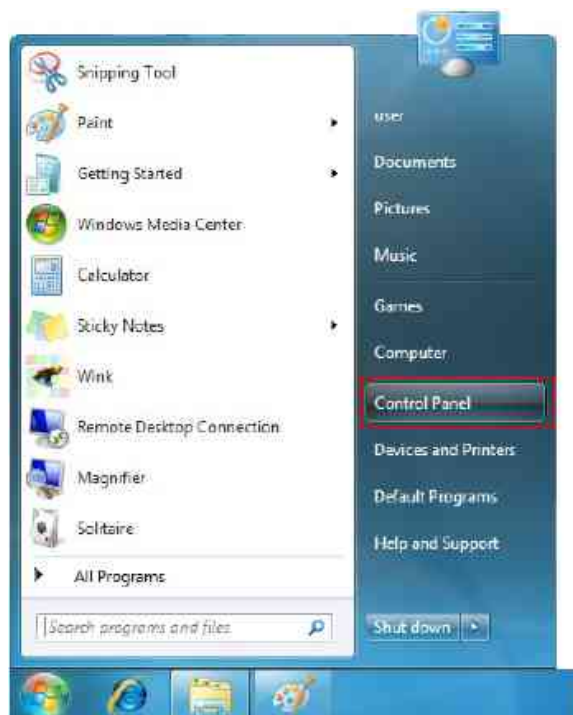 Snipping Tool
Paint
Getting Started
Windows Media Center
Calculator
Sticky Notes
Wink
Remote Desktop Connection
Magnifier
Solitaire
All Programs
Search programs and files
user
Documents
Pictures
Music
Games
Computer
Control Panel
Devices and Printers
Default Programs
Help and Support
Shut down